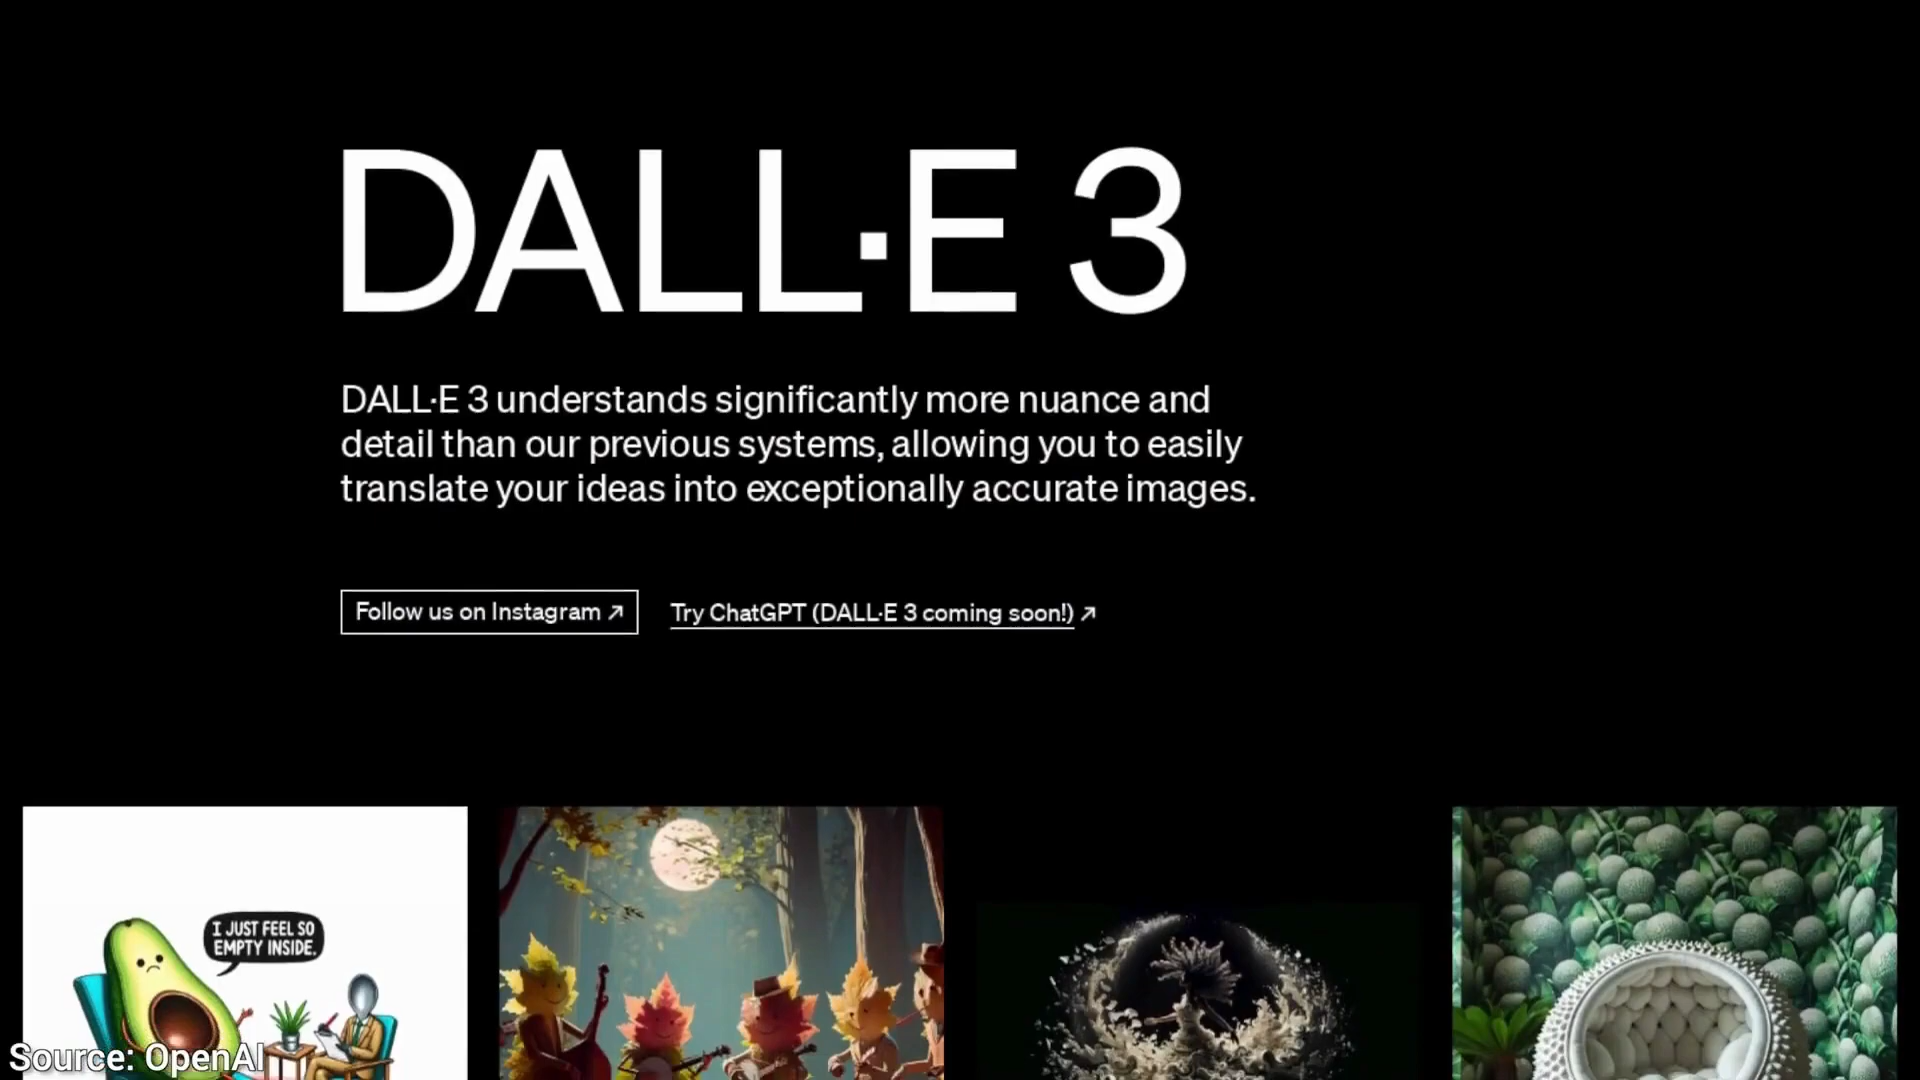 DALL·E 3
DALL·E 3 understands significantly more nuance and
detail than our previous systems, allowing you to easily
translate your ideas into exceptionally accurate images.
Follow us on Instagram ↗
Try ChatGPT (DALL·E 3 coming soon!) ↗
I JUST FEEL SO
EMPTY INSIDE.
Source: OpenAI